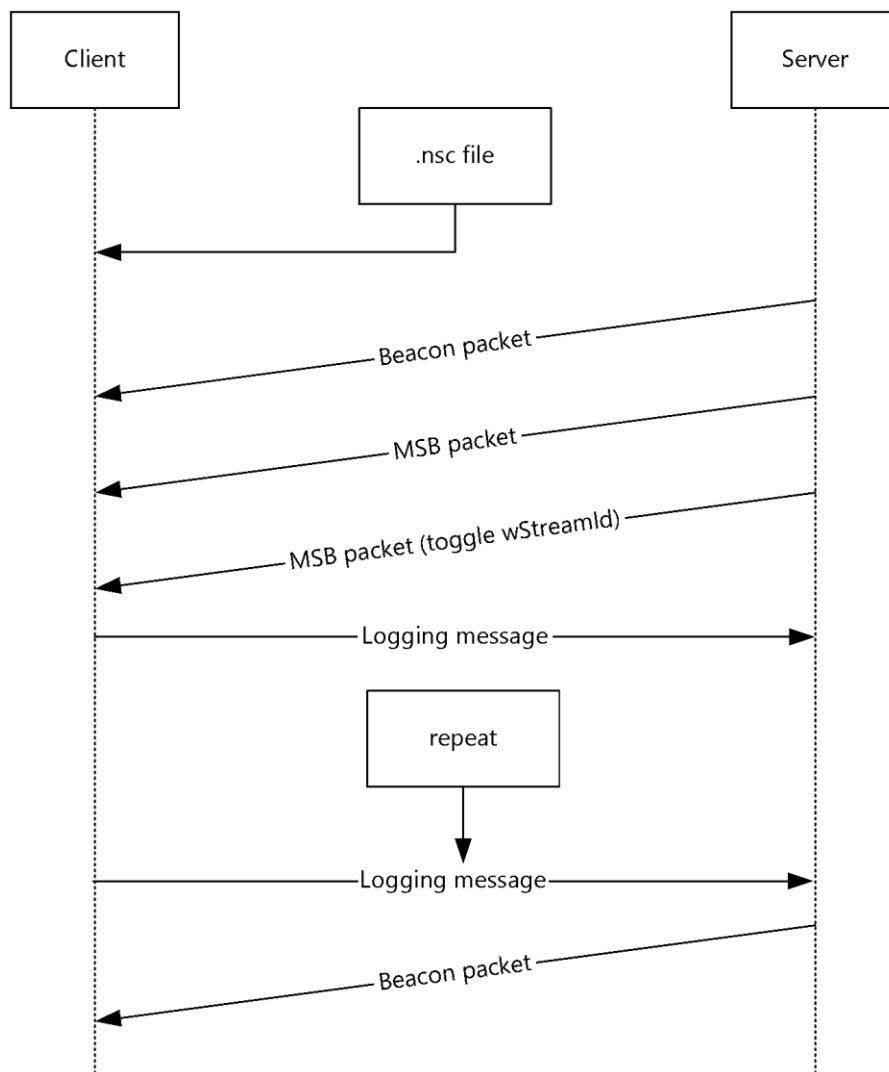 Client
Server
.nsc file
Beacon packet
MSB packet
MSB packet (toggle wStreamId)
Logging message
repeat
Logging message
Beacon packet